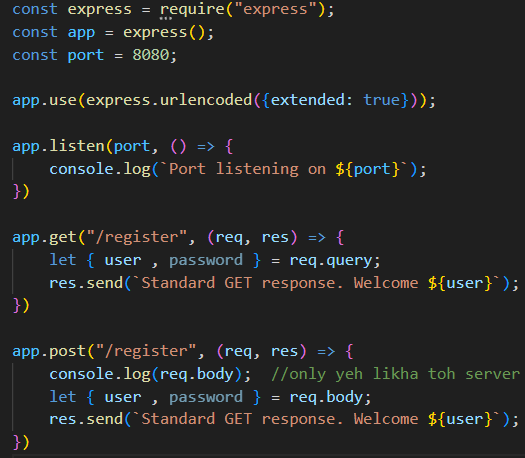 const express = require("express");
const app = express();
const port = 8080;
app.use(express.urlencoded({extended: true}));
app.listen(port, () => {
    console.log(`Port listening on ${port}`);
})
app.get("/register", (req, res) => {
    let { user , password } = req.query;
    res.send(`Standard GET response. Welcome ${user}`);
})
app.post("/register", (req, res) => {
    console.log(req.body);  //only yeh likha toh server
    let { user , password } = req.body;
    res.send(`Standard GET response. Welcome ${user}`);
})